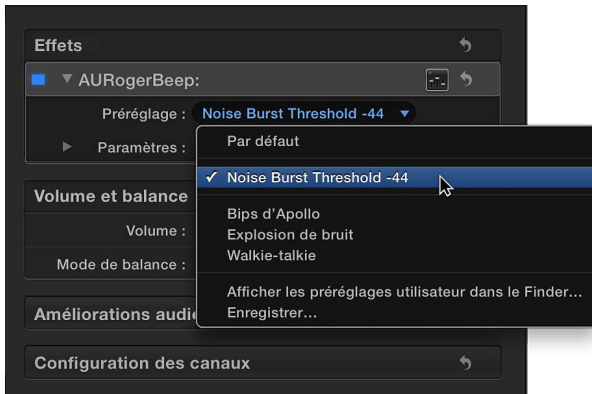 Effets
AURogerBeep:
Préréglage : Noise Burst Threshold -44
Paramètres :
Par défaut
✓ Noise Burst Threshold -44
Bips d’Apollo
Explosion de bruit
Walkie-talkie
Afficher les préréglages utilisateur dans le Finder…
Enregistrer…
Volume et balance
Volume :
Mode de balance :
Améliorations
Configuration des canaux